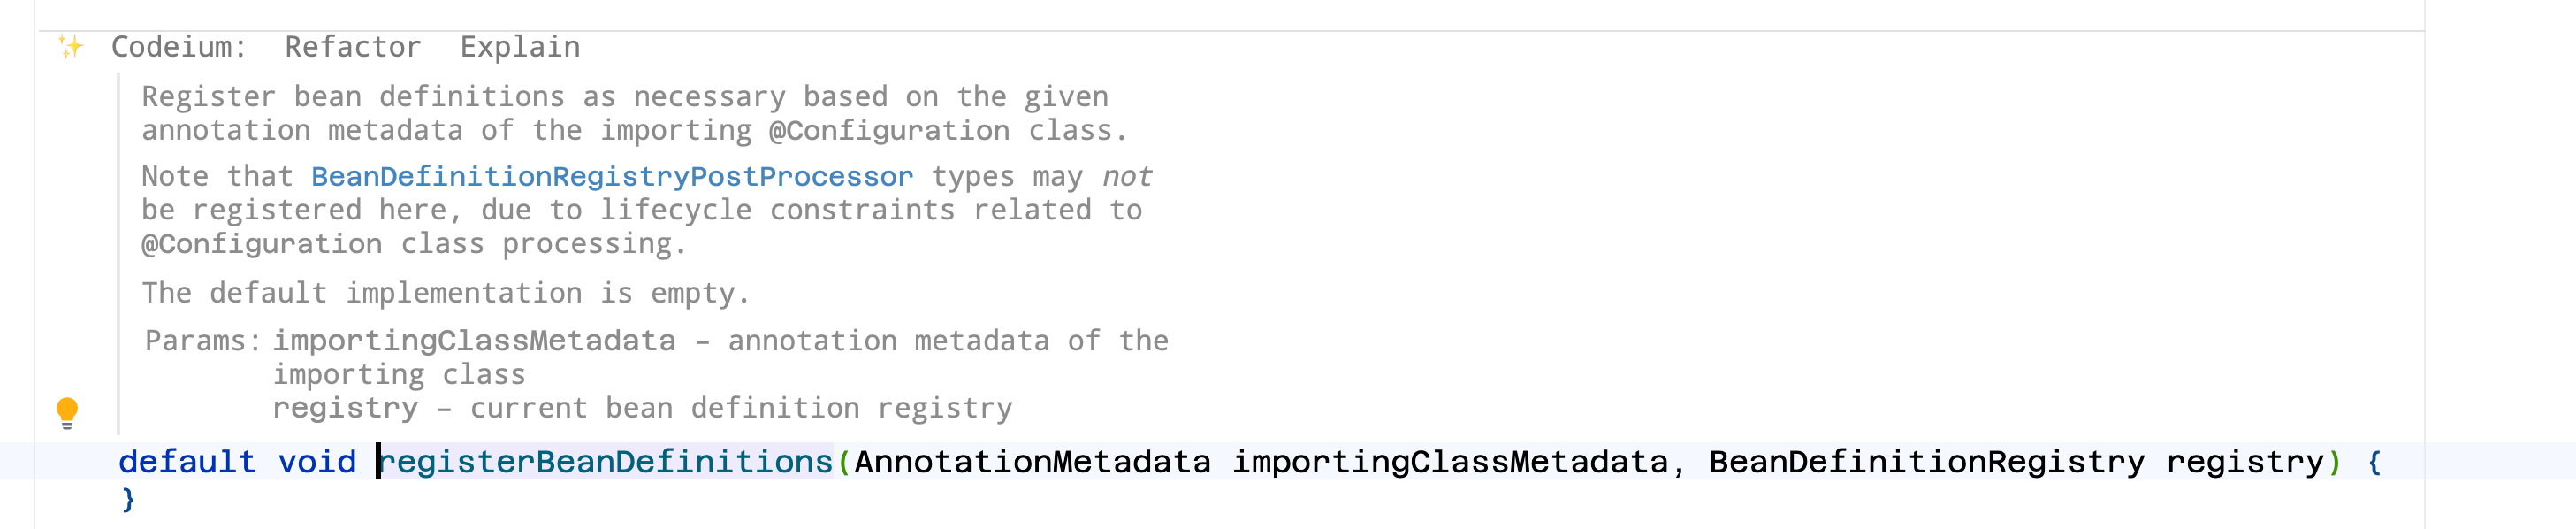 Codeium: Refactor Explain
Register bean definitions as necessary based on the given
annotation metadata of the importing @Configuration class.
Note that BeanDefinitionRegistryPostProcessor types may not
be registered here, due to lifecycle constraints related to
@Configuration class processing.
The default implementation is empty.
Params: importingClassMetadata – annotation metadata of the
importing class
registry – current bean definition registry
default void registerBeanDefinitions(AnnotationMetadata importingClassMetadata, BeanDefinitionRegistry registry) {
}